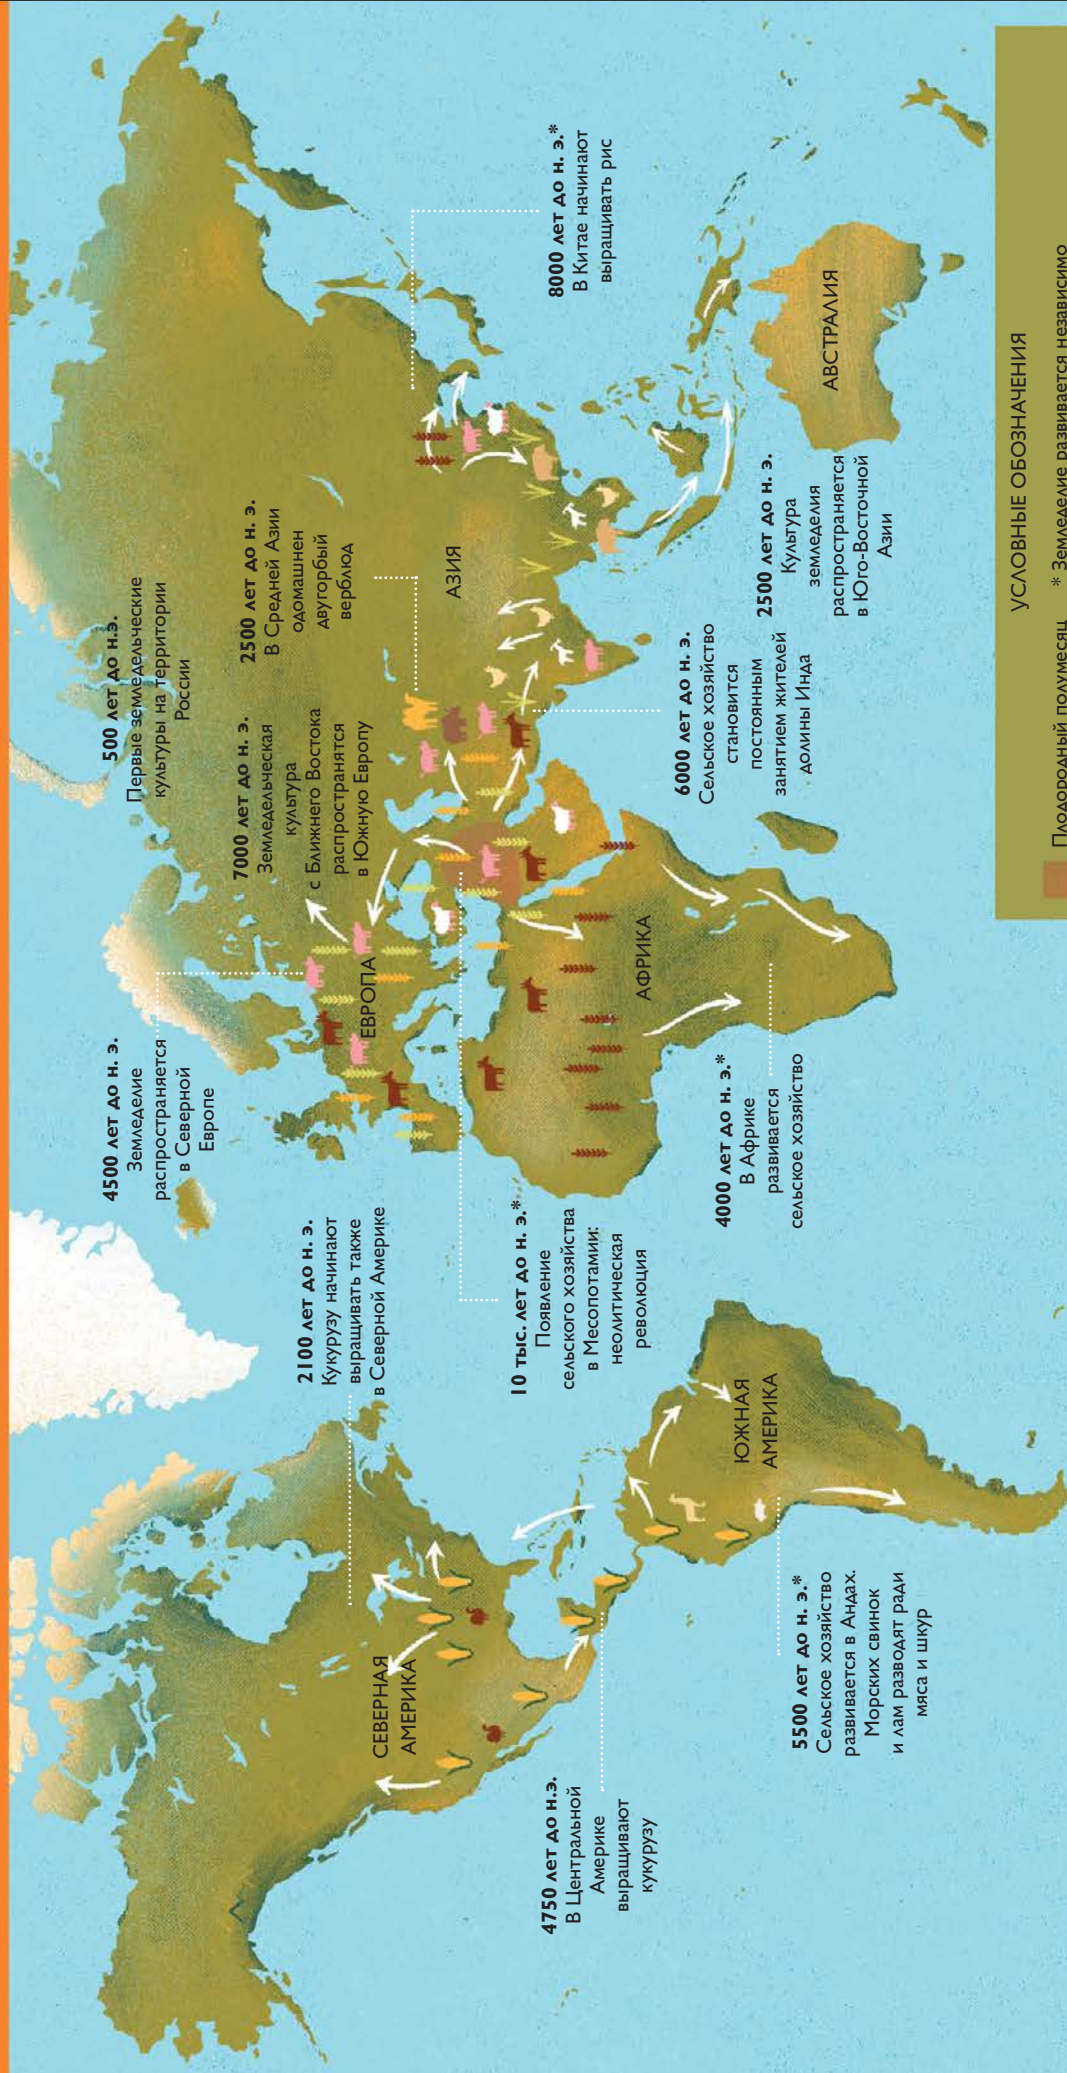 4500 лет до н. э.
Земледелие
распространяется
в Северной
Европе
500 лет до н.э.
Первые земледельческие
культуры на территории
России
7000 лет до н. э.
Земледельческая
культура
с Ближнего Востока
распространятся
в Южную Европу
2500 лет до н. э.
В Средней Азии
одомашнен
двугорбый
верблюд
8000 лет до н. э.*
В Китае начинают
выращивать рис
2100 лет до н. э.
Кукурузу начинают
выращивать также
в Северной Америке
СЕВЕРНАЯ
АМЕРИКА
ЕВРОПА
АЗИЯ
4750 лет до н.э.
В Центральной
Америке
выращивают
кукурузу
10 тыс. лет до н. э.*
Появление
сельского хозяйства
в Месопотамии:
неолитическая
революция
АФРИКА
6000 лет до н. э.
Сельское хозяйство
становится
постоянным
занятием жителей
долины Инда
2500 лет до н. э.
Культура
земледелия
распространяется
в Юго-Восточной
Азии
АВСТРАЛИЯ
ЮЖНАЯ
АМЕРИКА
5500 лет до н. э.*
Сельское хозяйство
развивается в Андах.
Морских свинок
и лам разводят ради
мяса и шкур
4000 лет до н. э.*
В Африке
развивается
сельское хозяйство
УСЛОВНЫЕ ОБОЗНАЧЕНИЯ
Плодородный полумесяц * Земледелие развивается независимо